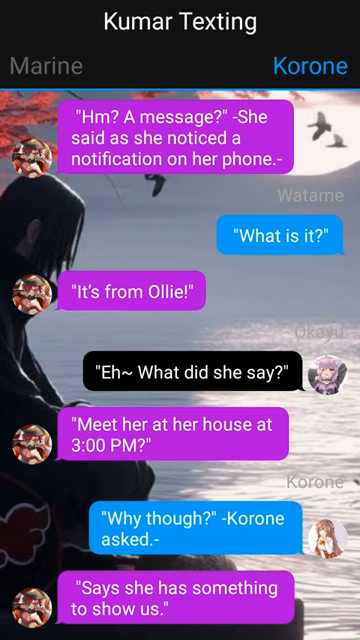 Kumar Texting
Marine
Korone
"Hm? A message?" -She
said as she noticed a
notification on her phone.-
Watame
"What is it?"
"It's from Ollie!"
Okayu
"Eh~ What did she say?"
"Meet her at her house at
3:00 PM?"
Korone
"Why though?" -Korone
asked.-
"Says she has something
to show us."